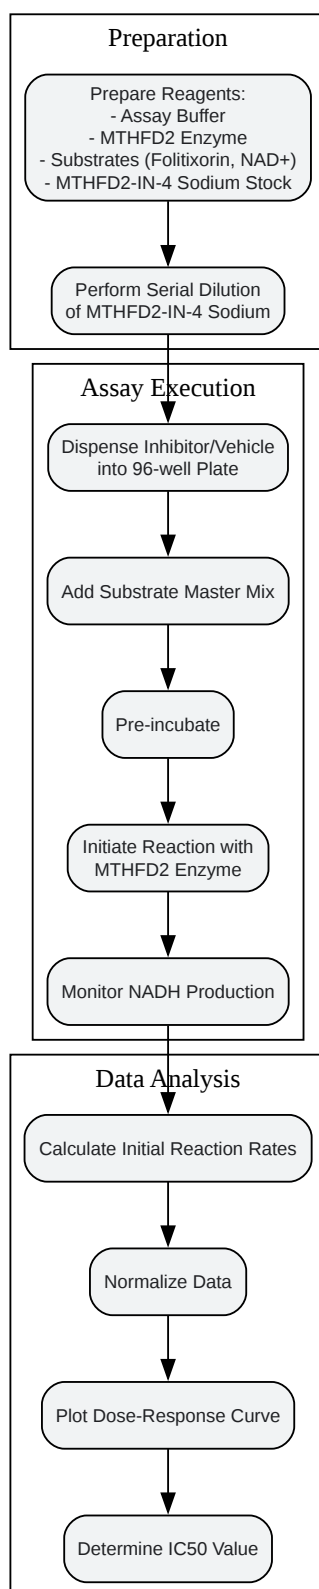 Preparation
Prepare Reagents:
- Assay Buffer
- MTHFD2 Enzyme
- Substrates (Folitixorin, NAD+)
- MTHFD2-IN-4 Sodium Stock
Perform Serial Dilution
of MTHFD2-IN-4 Sodium
Assay Execution
Dispense Inhibitor/Vehicle
into 96-well Plate
Add Substrate Master Mix
Pre-incubate
Initiate Reaction with
MTHFD2 Enzyme
Monitor NADH Production
Data Analysis
Calculate Initial Reaction Rates
Normalize Data
Plot Dose-Response Curve
Determine IC50 Value